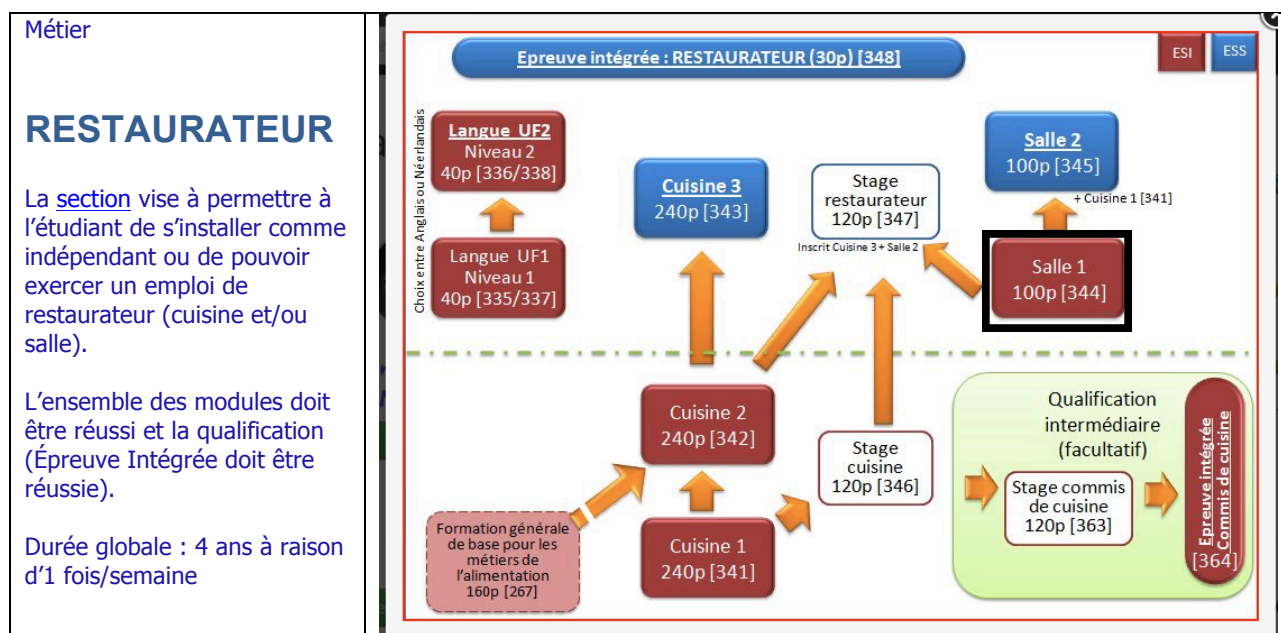 Métier
RESTAURATEUR
La section vise à permettre à
l’étudiant de s’installer comme
indépendant ou de pouvoir
exercer un emploi de
restaurateur (cuisine et/ou
salle).
L’ensemble des modules doit
être réussi et la qualification
(Épreuve Intégrée doit être
réussie).
Durée globale : 4 ans à raison
d’1 fois/semaine
Epreuve intégrée : RESTAURATEUR (30p) [348]
ESI
ESS
Choix entre Anglais ou Néerlandais
Langue UF2
Niveau 2
40p [336/338]
Langue UF1
Niveau 1
40p [335/337]
Cuisine 3
240p [343]
Stage
restaurateur
120p [347]
Inscrit Cuisine 3 + Salle 2
Salle 2
100p [345]
+ Cuisine 1 [341]
Salle 1
100p [344]
Cuisine 2
240p [342]
Formation générale
de base pour les
métiers de
l’alimentation
160p [267]
Cuisine 1
240p [341]
Stage
cuisine
120p [346]
Qualification
intermédiaire
(facultatif)
Stage commis
de cuisine
120p [363]
Epreuve intégrée
Commis de cuisine
[364]